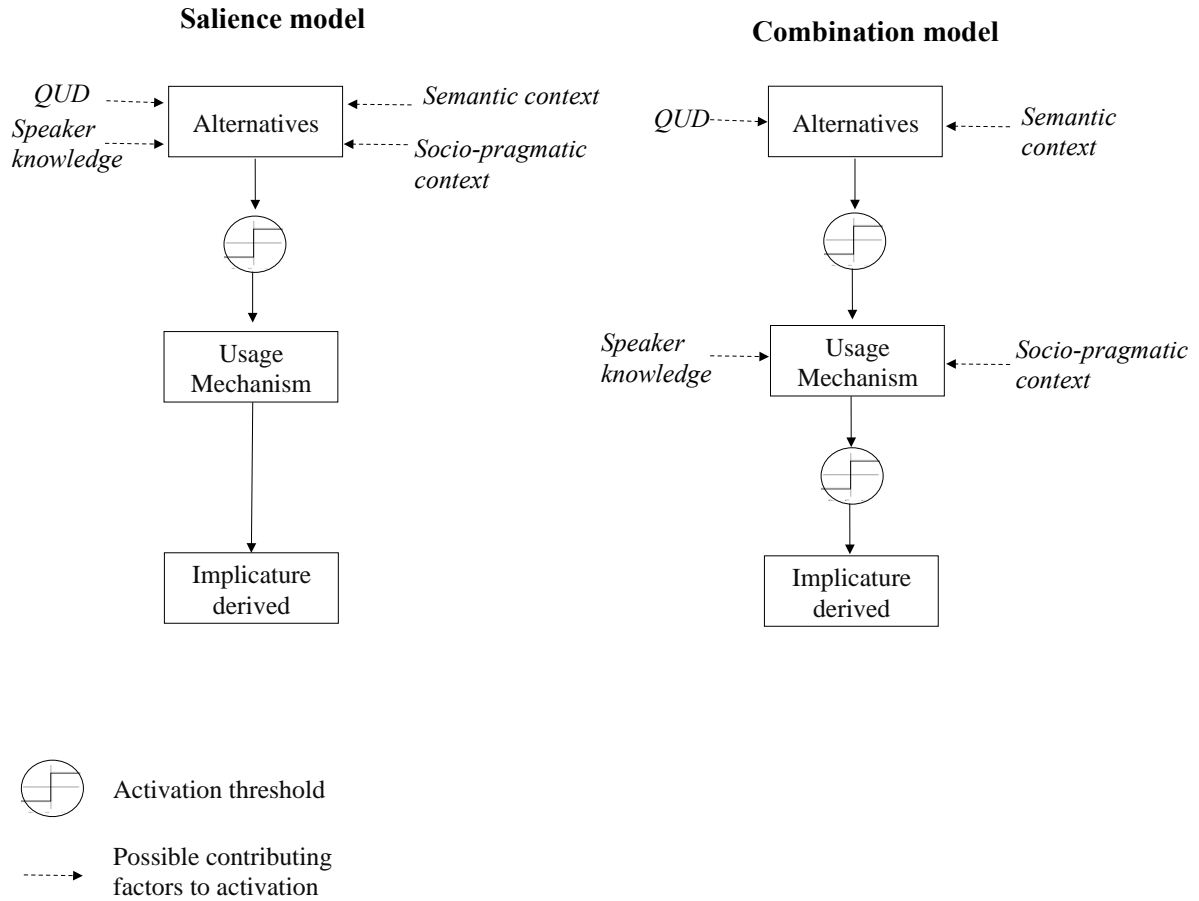 Salience model
QUD
Speaker
knowledge
Alternatives
Semantic context
Socio-pragmatic
context
Usage
Mechanism
Implicature
derived
Combination model
QUD
Alternatives
Semantic
context
Speaker
knowledge
Usage
Mechanism
Socio-pragmatic
context
Implicature
derived
Activation threshold
Possible contributing
factors to activation